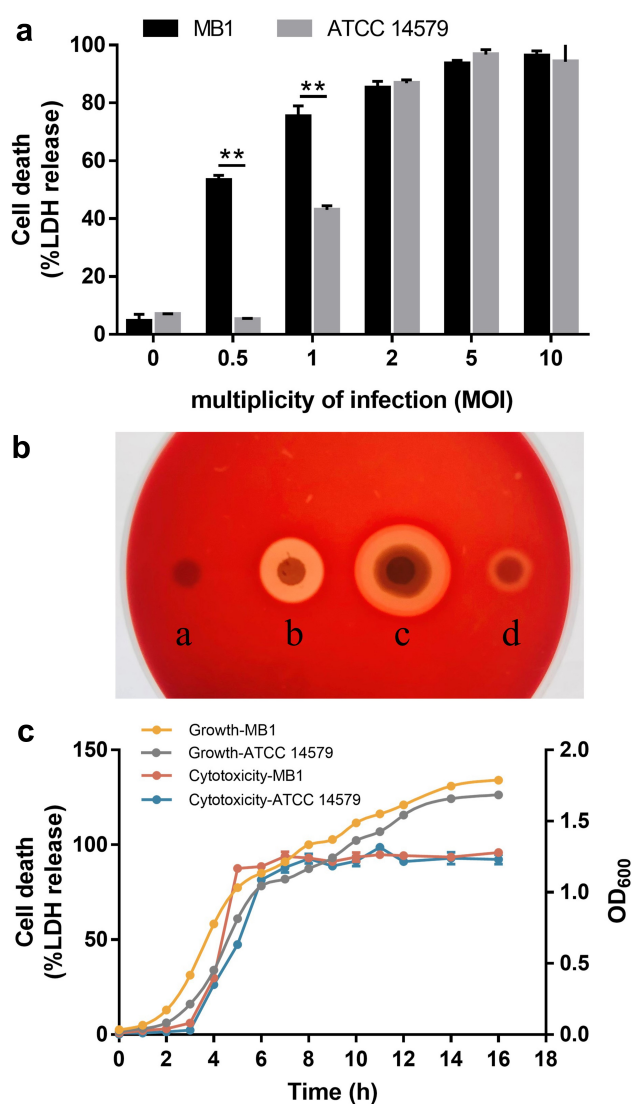 a
MB1 ATCC 14579
Cell death
(%LDH release)
100
80
60
40
20
0
** **
0 0.5 1 2 5 10
multiplicity of infection (MOI)
b
a b c d
c
Growth-MB1
Growth-ATCC 14579
Cytotoxicity-MB1
Cytotoxicity-ATCC 14579
Cell death
(%LDH release)
150
100
50
0
2.0
1.5
1.0
0.5
0.0
OD600
0 2 4 6 8 10 12 14 16 18
Time (h)